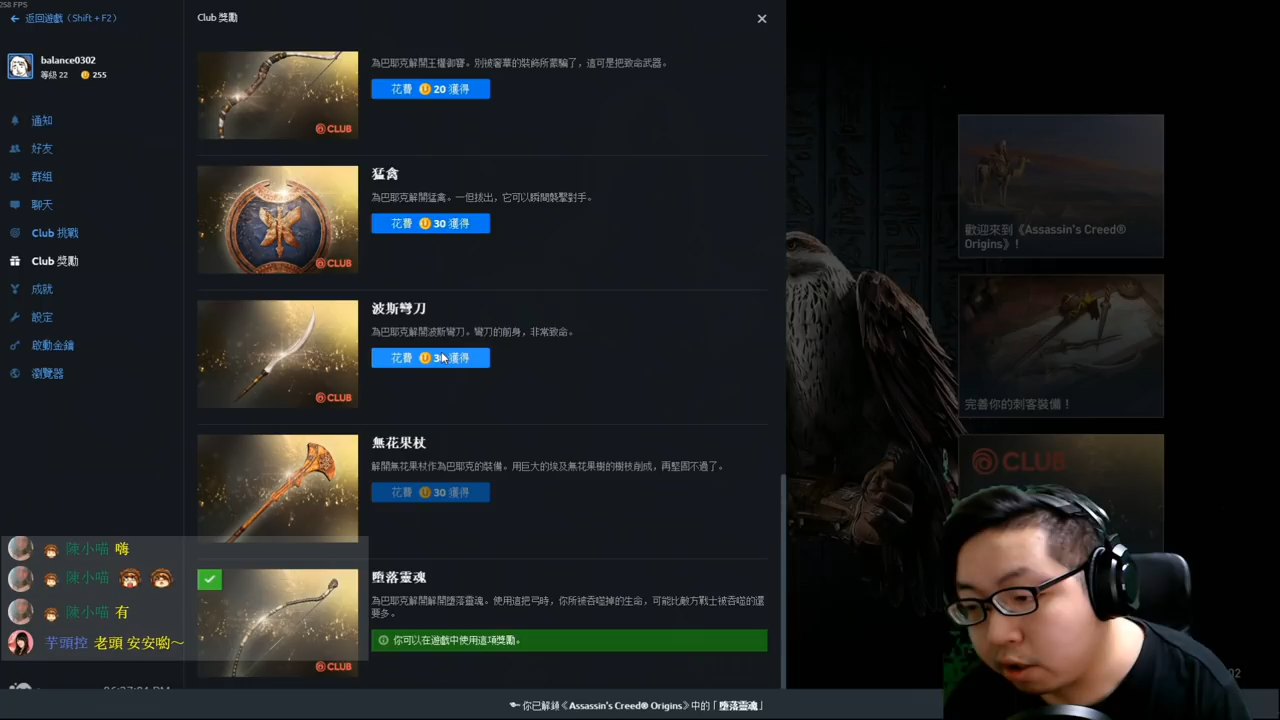 258 FPS
返回遊戲（Shift + F2）
Club 獎勵
balance0302
等級 22 255
通知
好友
群組
聊天
Club 挑戰
Club 獎勵
成就
設定
啟動金鑰
瀏覽器
為巴耶克解開王權御賽。別被奢華的裝飾所蒙騙了，這可是把致命武器。
花費 20 獲得
CLUB
猛禽
為巴耶克解開猛禽。一但拔出，它可以瞬間襲擊對手。
花費 30 獲得
CLUB
波斯彎刀
為巴耶克解開波斯彎刀。彎刀的前身，非常致命。
花費 30 獲得
CLUB
無花果杖
解開無花果杖作為巴耶克的裝備。用巨大的埃及無花果樹的樹枝削成，再堅固不過了。
花費 30 獲得
墮落靈魂
為巴耶克解開解開墮落靈魂。使用這把弓時，你所被吞噬掉的生命，可能比敵方戰士被吞噬的還
要多。
你可以在遊戲中使用這項獎勵。
CLUB
陳小喵 嗨
陳小喵
陳小喵 有
芋頭控 老頭 安安喲～
你已解鎖《Assassin's Creed® Origins》中的「墮落靈魂」
歡迎來到《Assassin's Creed®
Origins》！
完善你的刺客裝備！
CLUB
02